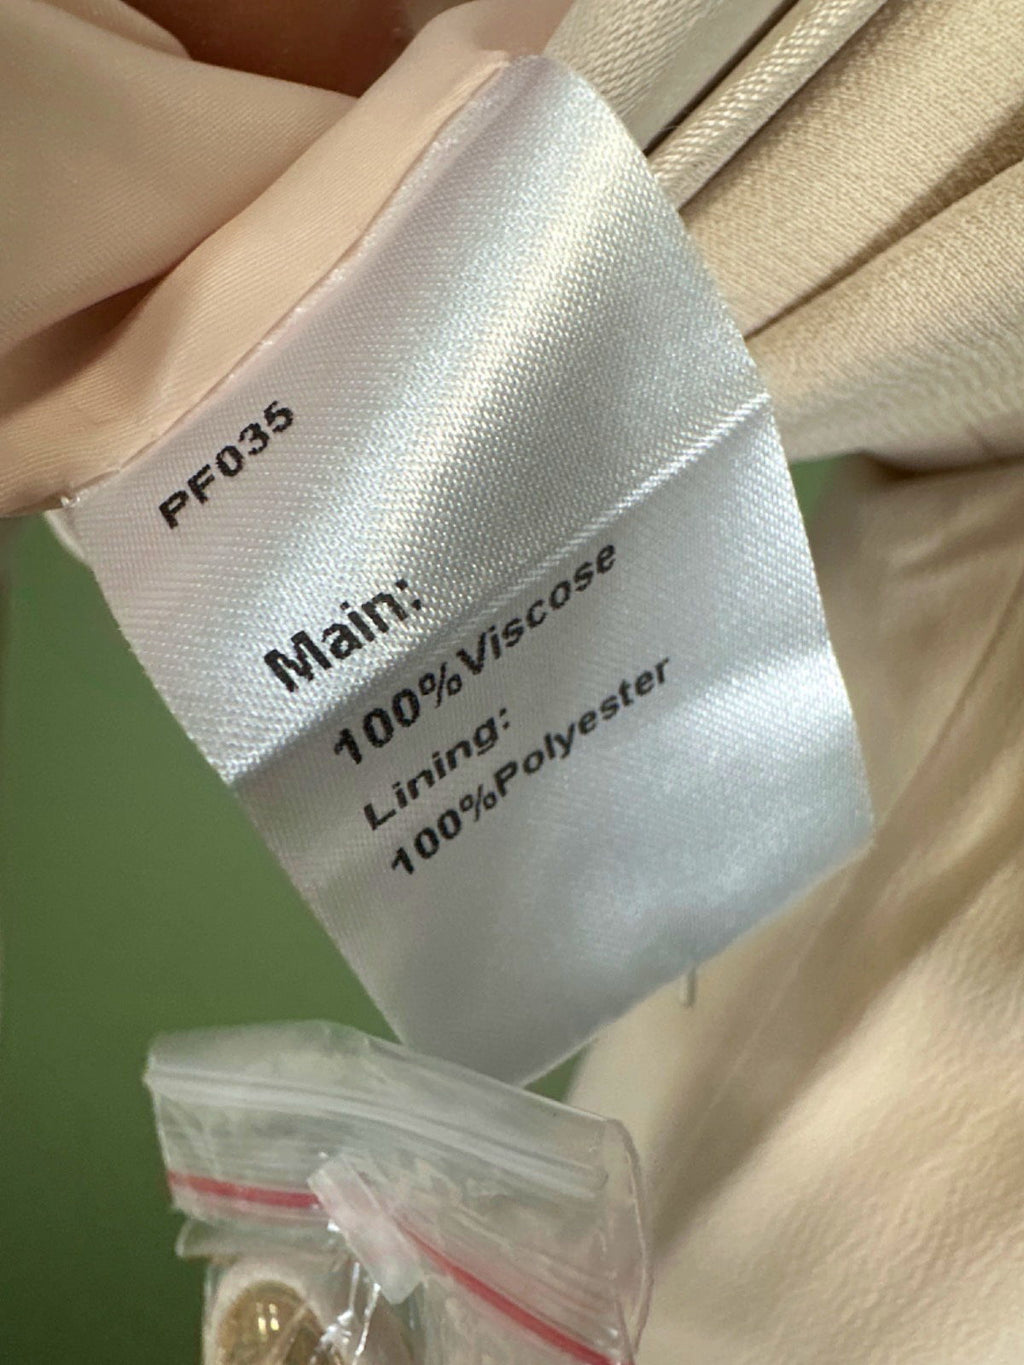 PF035
Main:
100%Viscose
Lining:
100%Polyester